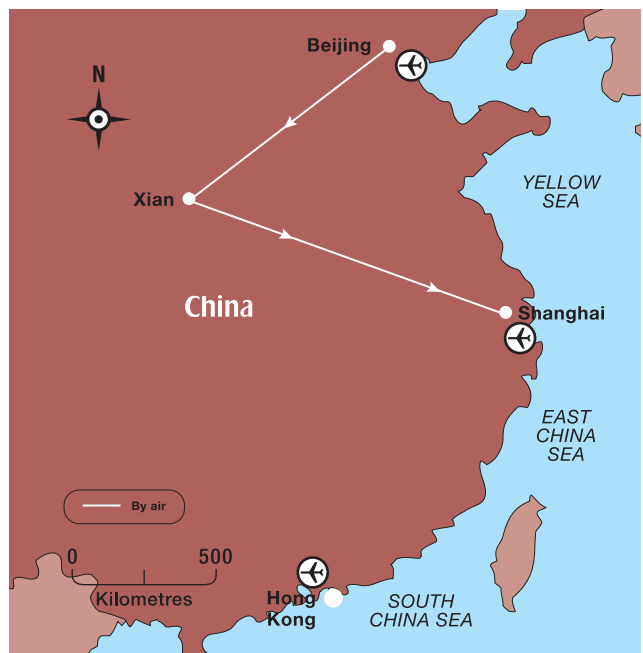 Beijing
N
Xian
YELLOW
SEA
China
Shanghai
EAST
CHINA
SEA
By air
0 500
Kilometres
Hong
Kong
SOUTH
CHINA SEA